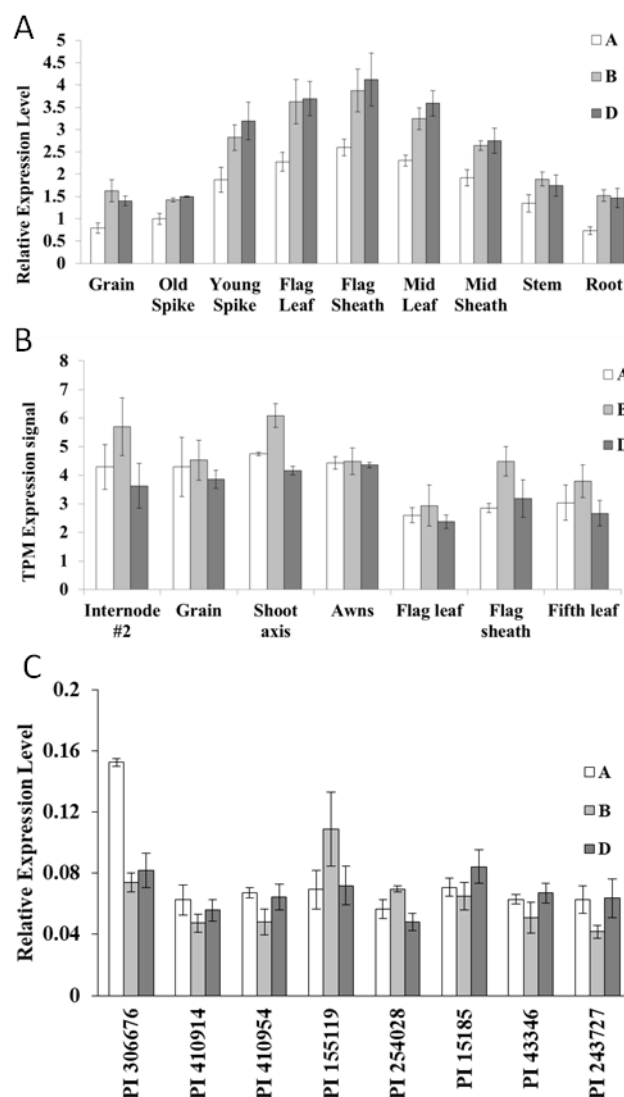 A
Relative Expression Level
5
4.5
4
3.5
3
2.5
2
1.5
1
0.5
0
A
B
D
Grain
Old Spike
Young Spike
Flag Leaf
Flag Sheath
Mid Leaf
Mid Sheath
Stem
Root
B
TPM Expression signal
8
7
6
5
4
3
2
1
0
A
B
D
Internode #2
Grain
Shoot axis
Awns
Flag leaf
Flag sheath
Fifth leaf
C
Relative Expression Level
0.2
0.16
0.12
0.08
0.04
0
A
B
D
PI 306676
PI 410914
PI 410954
PI 155119
PI 254028
PI 15185
PI 43346
PI 243727